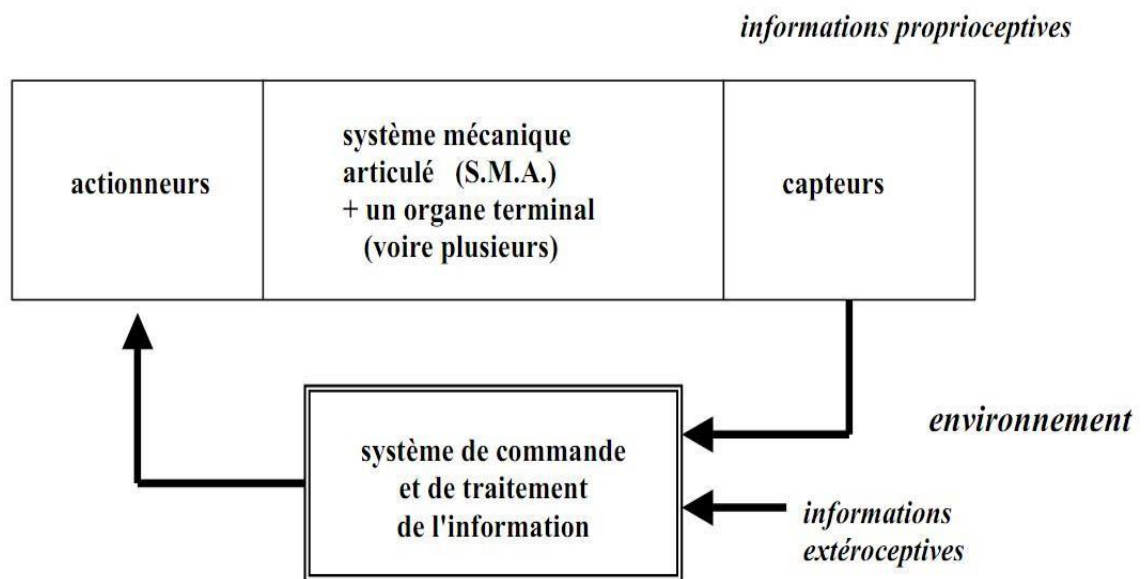 informations proprioceptives
actionneurs
système mécanique
articulé (S.M.A.)
+ un organe terminal
(voire plusieurs)
capteurs
environnement
système de commande
et de traitement
de l'information
informations
extéroceptives